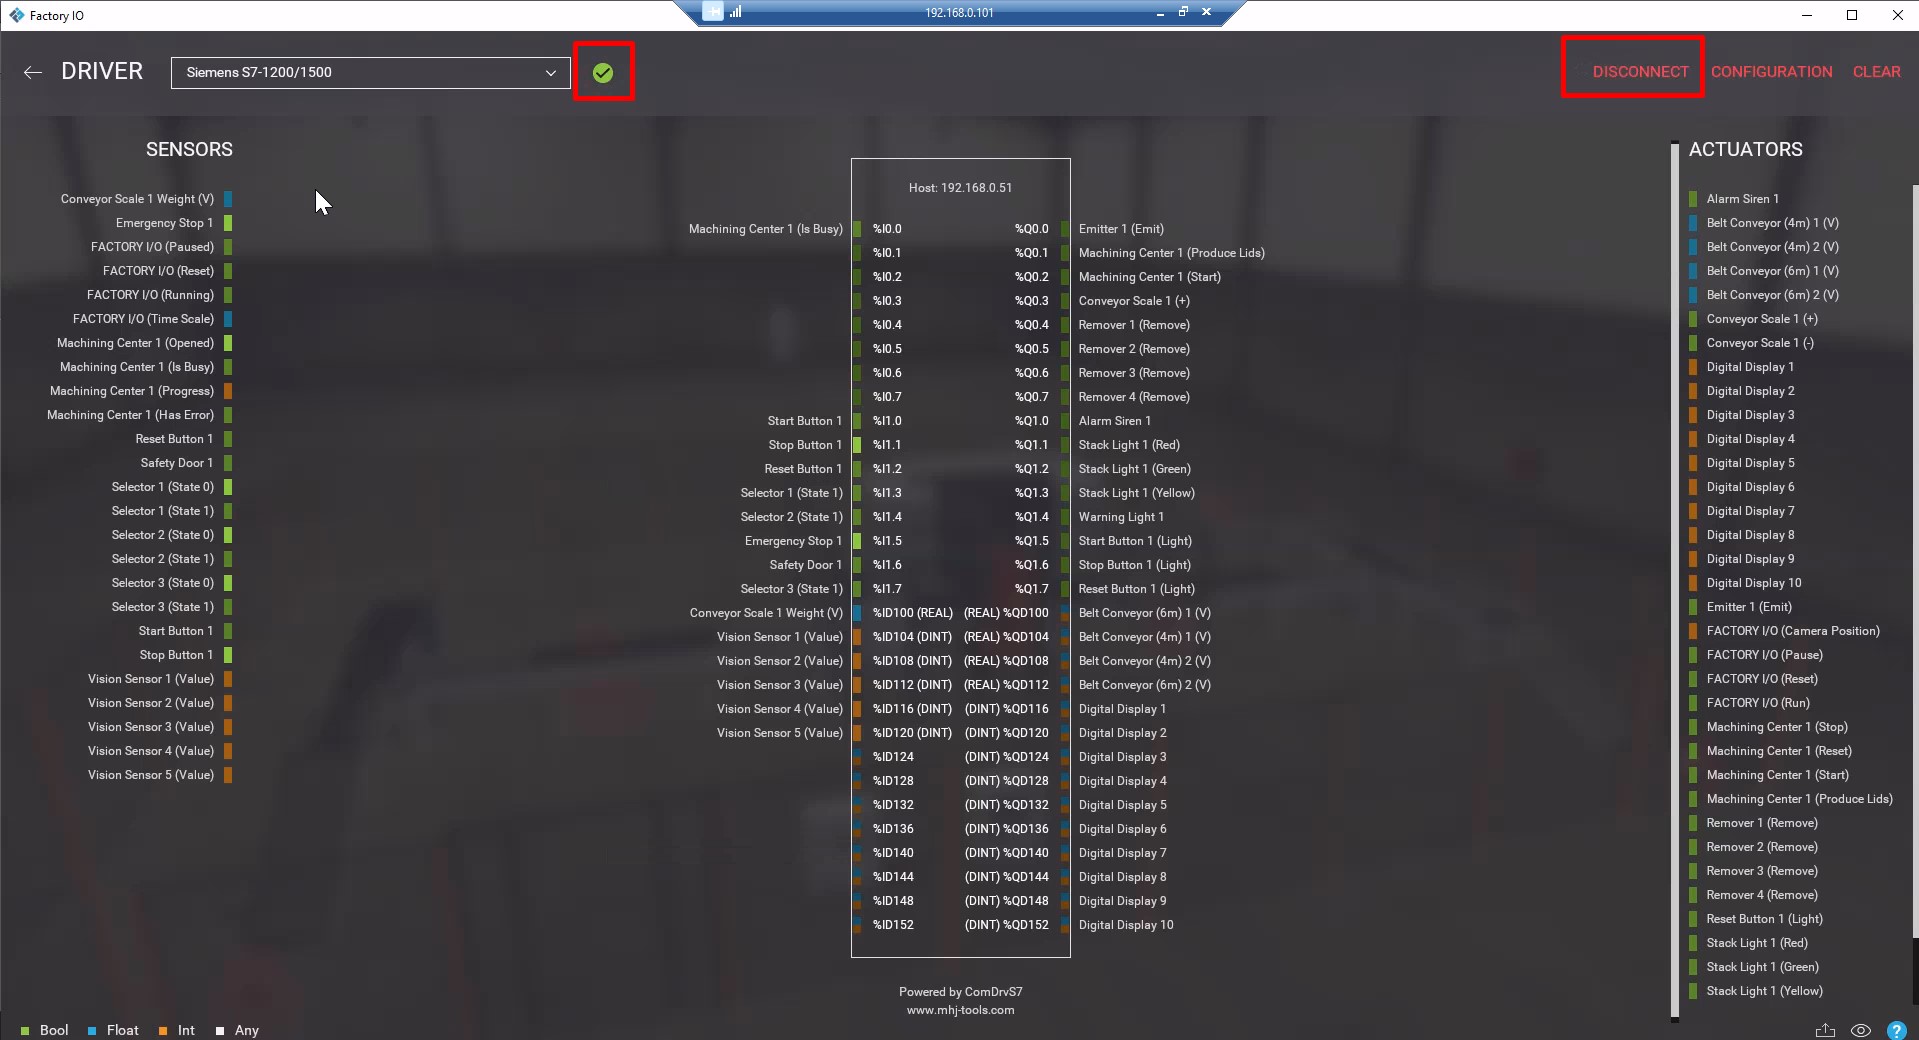 Factory IO
192.168.0.101
DRIVER
Siemens S7-1200/1500
DISCONNECT
CONFIGURATION
CLEAR
SENSORS
Conveyor Scale 1 Weight (V)
Emergency Stop 1
FACTORY I/O (Paused)
FACTORY I/O (Reset)
FACTORY I/O (Running)
FACTORY I/O (Time Scale)
Machining Center 1 (Opened)
Machining Center 1 (Is Busy)
Machining Center 1 (Progress)
Machining Center 1 (Has Error)
Reset Button 1
Safety Door 1
Selector 1 (State 0)
Selector 1 (State 1)
Selector 2 (State 0)
Selector 2 (State 1)
Selector 3 (State 0)
Selector 3 (State 1)
Start Button 1
Stop Button 1
Vision Sensor 1 (Value)
Vision Sensor 2 (Value)
Vision Sensor 3 (Value)
Vision Sensor 4 (Value)
Vision Sensor 5 (Value)
Host: 192.168.0.51
Machining Center 1 (Is Busy) %I0.0 %Q0.0 Emitter 1 (Emit)
%I0.1 %Q0.1 Machining Center 1 (Produce Lids)
%I0.2 %Q0.2 Machining Center 1 (Start)
%I0.3 %Q0.3 Conveyor Scale 1 (+)
%I0.4 %Q0.4 Remover 1 (Remove)
%I0.5 %Q0.5 Remover 2 (Remove)
%I0.6 %Q0.6 Remover 3 (Remove)
%I0.7 %Q0.7 Remover 4 (Remove)
Start Button 1 %I1.0 %Q1.0 Alarm Siren 1
Stop Button 1 %I1.1 %Q1.1 Stack Light 1 (Red)
Reset Button 1 %I1.2 %Q1.2 Stack Light 1 (Green)
Selector 1 (State 1) %I1.3 %Q1.3 Stack Light 1 (Yellow)
Selector 2 (State 1) %I1.4 %Q1.4 Warning Light 1
Emergency Stop 1 %I1.5 %Q1.5 Start Button 1 (Light)
Safety Door 1 %I1.6 %Q1.6 Stop Button 1 (Light)
Selector 3 (State 1) %I1.7 %Q1.7 Reset Button 1 (Light)
Conveyor Scale 1 Weight (V) %ID100 (REAL) (REAL) %QD100 Belt Conveyor (6m) 1 (V)
Vision Sensor 1 (Value) %ID104 (DINT) (REAL) %QD104 Belt Conveyor (4m) 1 (V)
Vision Sensor 2 (Value) %ID108 (DINT) (REAL) %QD108 Belt Conveyor (4m) 2 (V)
Vision Sensor 3 (Value) %ID112 (DINT) (REAL) %QD112 Belt Conveyor (6m) 2 (V)
Vision Sensor 4 (Value) %ID116 (DINT) (DINT) %QD116 Digital Display 1
Vision Sensor 5 (Value) %ID120 (DINT) (DINT) %QD120 Digital Display 2
%ID124 (DINT) %QD124 Digital Display 3
%ID128 (DINT) %QD128 Digital Display 4
%ID132 (DINT) %QD132 Digital Display 5
%ID136 (DINT) %QD136 Digital Display 6
%ID140 (DINT) %QD140 Digital Display 7
%ID144 (DINT) %QD144 Digital Display 8
%ID148 (DINT) %QD148 Digital Display 9
%ID152 (DINT) %QD152 Digital Display 10
Powered by ComDrvS7
www.mhj-tools.com
ACTUATORS
Alarm Siren 1
Belt Conveyor (4m) 1 (V)
Belt Conveyor (4m) 2 (V)
Belt Conveyor (6m) 1 (V)
Belt Conveyor (6m) 2 (V)
Conveyor Scale 1 (+)
Conveyor Scale 1 (-)
Digital Display 1
Digital Display 2
Digital Display 3
Digital Display 4
Digital Display 5
Digital Display 6
Digital Display 7
Digital Display 8
Digital Display 9
Digital Display 10
Emitter 1 (Emit)
FACTORY I/O (Camera Position)
FACTORY I/O (Pause)
FACTORY I/O (Reset)
FACTORY I/O (Run)
Machining Center 1 (Stop)
Machining Center 1 (Reset)
Machining Center 1 (Start)
Machining Center 1 (Produce Lids)
Remover 1 (Remove)
Remover 2 (Remove)
Remover 3 (Remove)
Remover 4 (Remove)
Reset Button 1 (Light)
Stack Light 1 (Red)
Stack Light 1 (Green)
Stack Light 1 (Yellow)
Bool Float Int Any
?